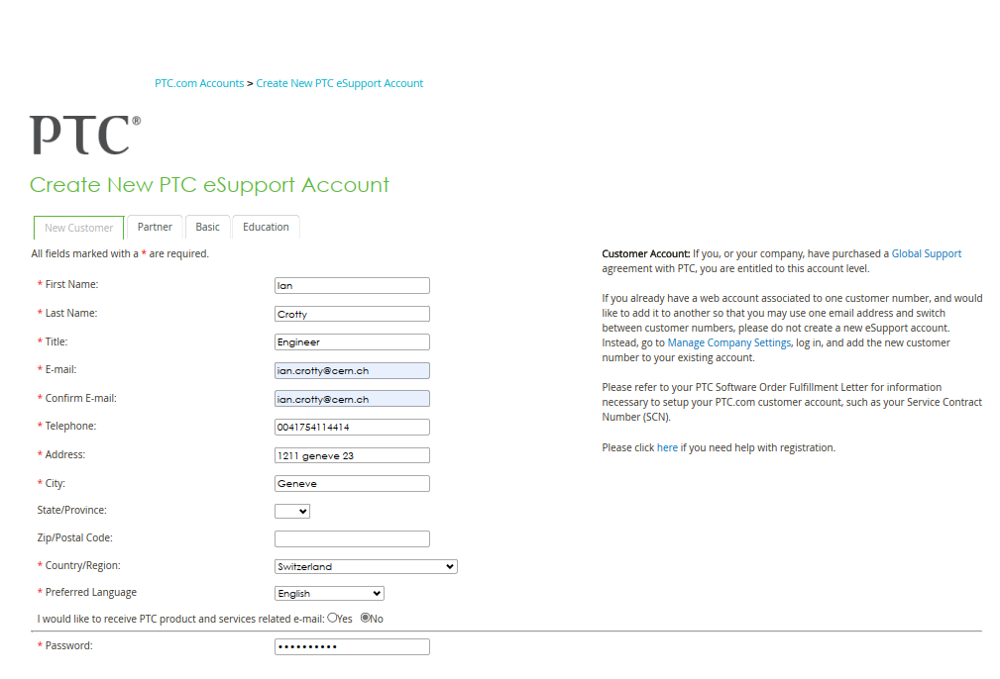 PTC.com Accounts > Create New PTC eSupport Account
PTC®
Create New PTC eSupport Account
New Customer Partner Basic Education
All fields marked with a * are required.
* First Name: Ian
* Last Name: Crotty
* Title: Engineer
* E-mail: ian.crotty@cern.ch
* Confirm E-mail: ian.crotty@cern.ch
* Telephone: 0041754114414
* Address: 1211 geneve 23
* City: Geneve
State/Province:
Zip/Postal Code:
* Country/Region: Switzerland
* Preferred Language English
I would like to receive PTC product and services related e-mail: Yes No
* Password: ••••••••••
Customer Account: If you, or your company, have purchased a Global Support
agreement with PTC, you are entitled to this account level.
If you already have a web account associated to one customer number, and would
like to add it to another so that you may use one email address and switch
between customer numbers, please do not create a new eSupport account.
Instead, go to Manage Company Settings, log in, and add the new customer
number to your existing account.
Please refer to your PTC Software Order Fulfillment Letter for information
necessary to setup your PTC.com customer account, such as your Service Contract
Number (SCN).
Please click here if you need help with registration.